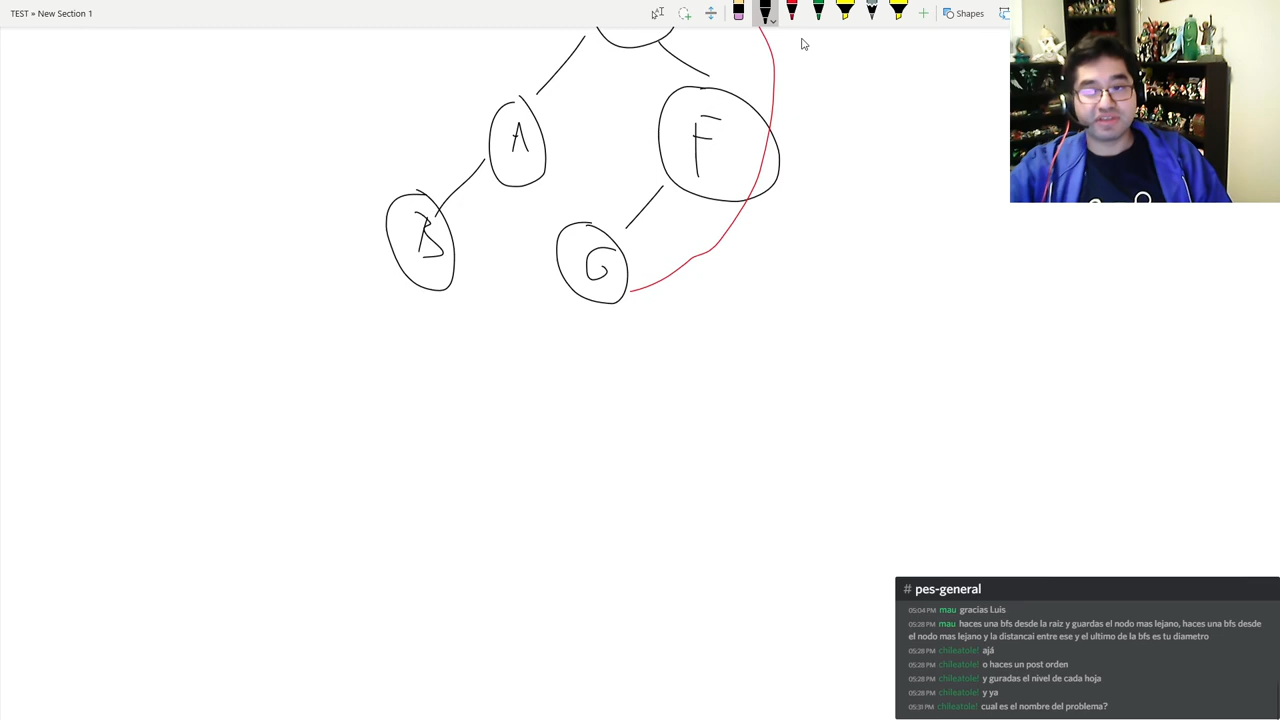 TEST » New Section 1
Shapes
A
F
B
G
# pes-general
05:04 PM mau gracias Luis
05:28 PM mau haces una bfs desde la raiz y guardas el nodo mas lejano, haces una bfs desde
el nodo mas lejano y la distancai entre ese y el ultimo de la bfs es tu diametro
05:28 PM chileatole! ajá
05:28 PM chileatole! o haces un post orden
05:28 PM chileatole! y guradas el nivel de cada hoja
05:28 PM chileatole! y ya
05:31 PM chileatole! cual es el nombre del problema?